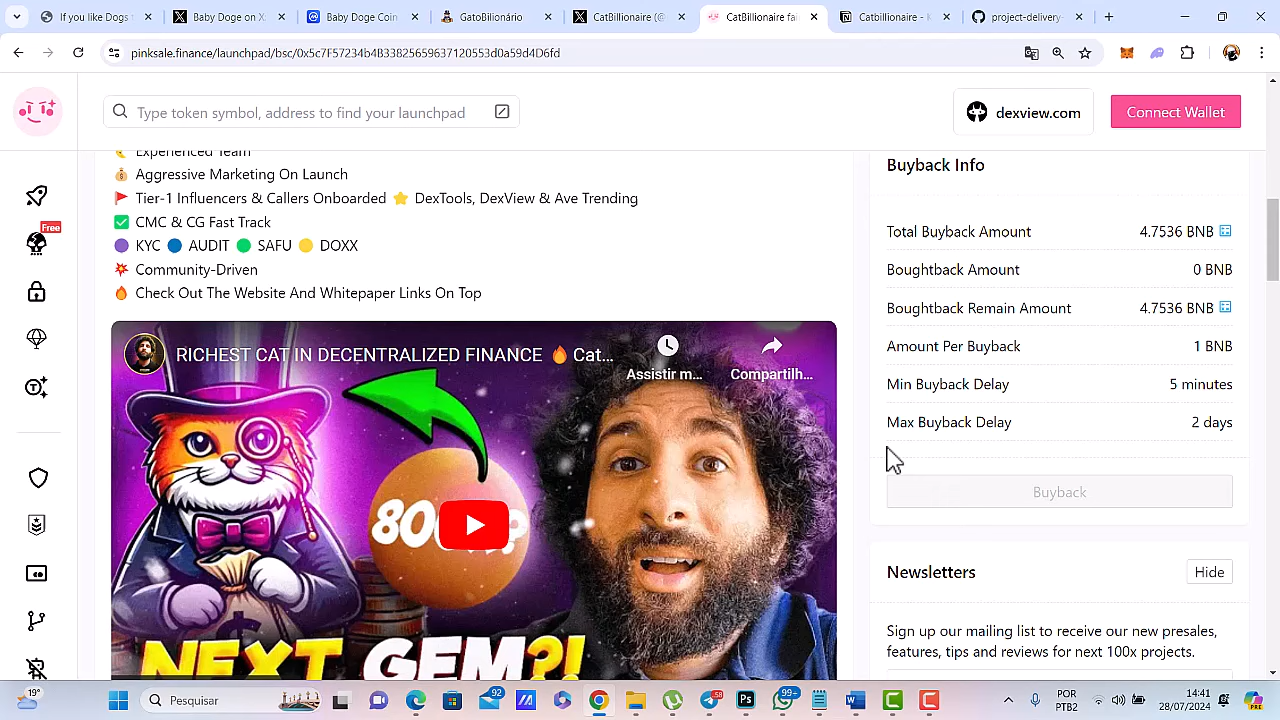 If you like Dogs
Baby Doge on X
Baby Doge Coin
GatoBilionário
CatBillionaire (@
CatBillionaire fai
Catbillionaire - 
project-delivery-
pinksale.finance/launchpad/bsc/0x5c7F57234b4B33825659637120553d0a59d4D6fd
Type token symbol, address to find your launchpad
dexview.com
Connect Wallet
Free
Experienced Team
Aggressive Marketing On Launch
Tier-1 Influencers & Callers Onboarded ⭐ DexTools, DexView & Ave Trending
CMC & CG Fast Track
KYC AUDIT SAFU DOXX
Community-Driven
Check Out The Website And Whitepaper Links On Top
RICHEST CAT IN DECENTRALIZED FINANCE 🔥 Cat...
Assistir m...
Compartilh...
NEXT GEM?!
Buyback Info
Total Buyback Amount 4.7536 BNB
Boughtback Amount 0 BNB
Boughtback Remain Amount 4.7536 BNB
Amount Per Buyback 1 BNB
Min Buyback Delay 5 minutes
Max Buyback Delay 2 days
Buyback
Newsletters
Hide
Sign up our mailing list to receive our new presales,
features, tips and reviews for next 100x projects.
19°
Pesquisar
92
58
99+
POR
PTB2
14:41
28/07/2024
PRE